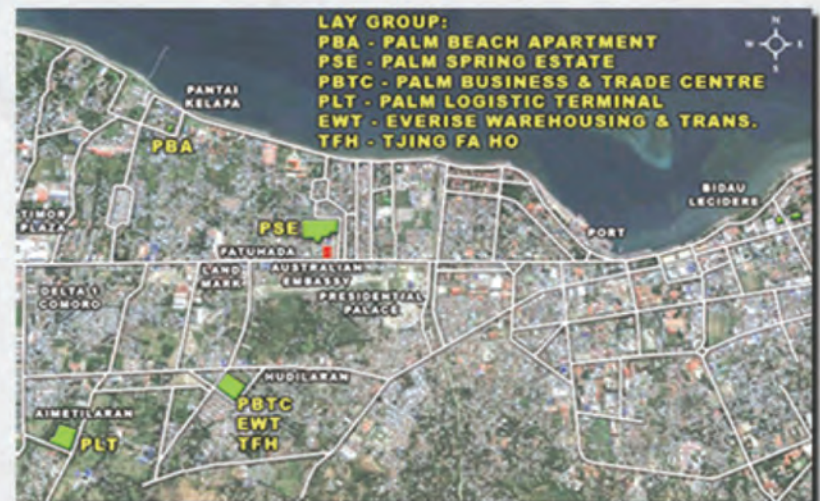 LAY GROUP:
PBA - PALM BEACH APARTMENT
PSE - PALM SPRING ESTATE
PBTC - PALM BUSINESS & TRADE CENTRE
PLT - PALM LOGISTIC TERMINAL
EWT - EVERISE WAREHOUSING & TRANS.
TFH - TJING FA HO
N
W E
S
PANTAI
KELAPA
PBA
BIDAU
LECIDERE
TIMOR
PLAZA
PSE
PORT
FATUHADA
LAND
MARK
AUSTRALIAN
EMBASSY
PRESIDENTIAL
PALACE
DELTA 1
COMORO
HUDILARAN
PBTC
EWT
TFH
AIMETILARAN
PLT